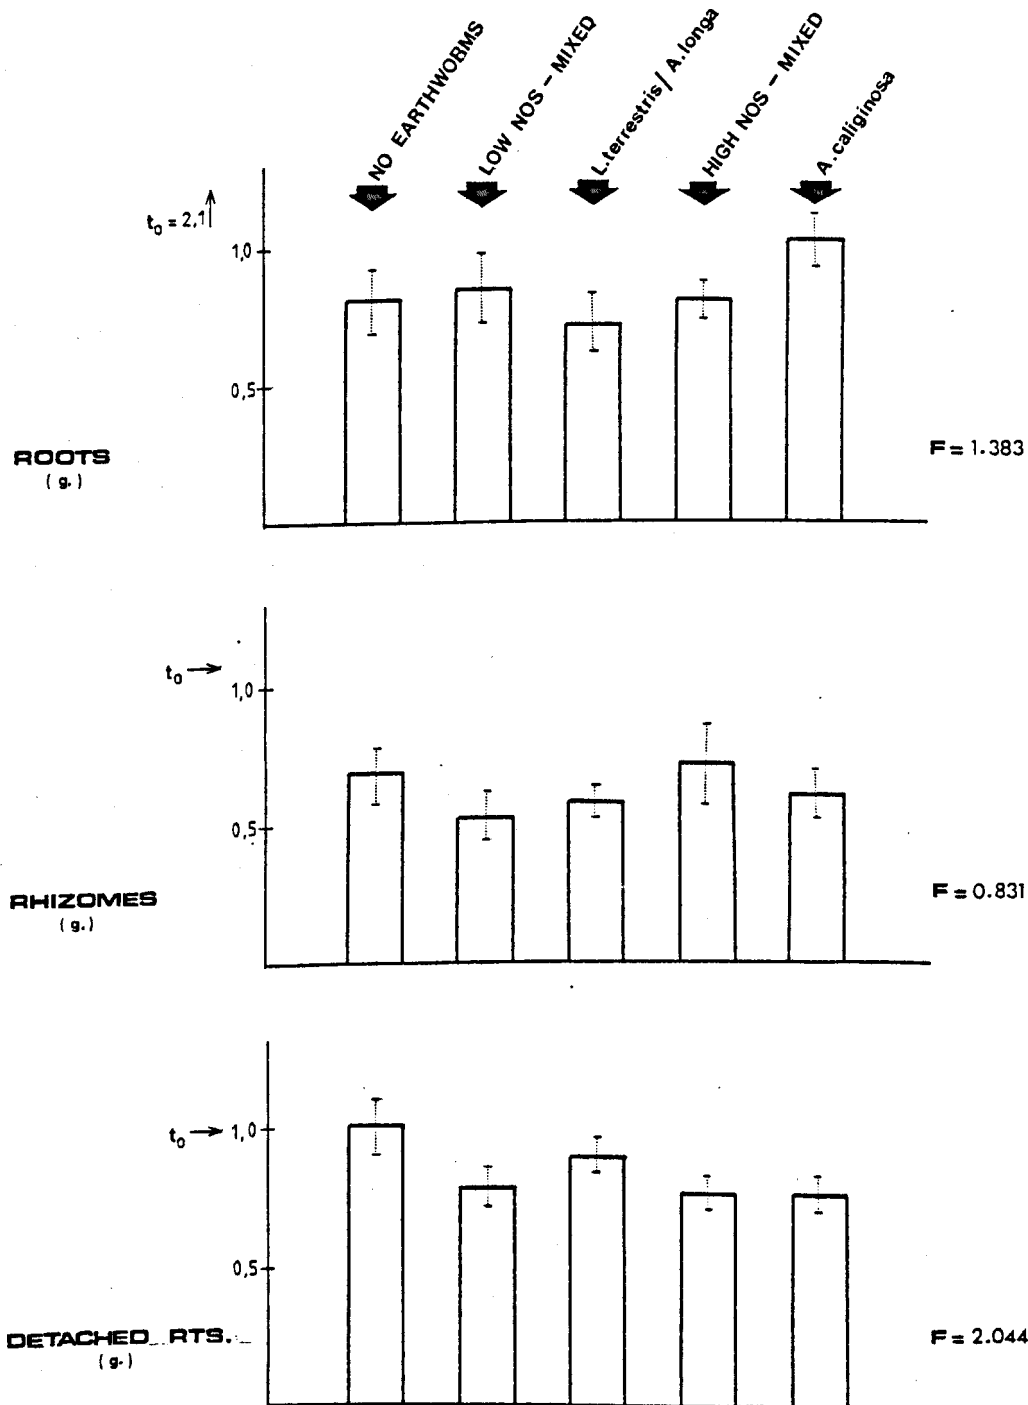 NO EARTHWORMS
LOW NOS – MIXED
L.terrestris / A.longa
HIGH NOS – MIXED
A.caliginosa
t₀ = 2,1
1,0
0,5
ROOTS
(g.)
F = 1.383
t₀
1,0
0,5
RHIZOMES
(g.)
F = 0.831
t₀
1,0
0,5
DETACHED RTS.
(g.)
F = 2.044